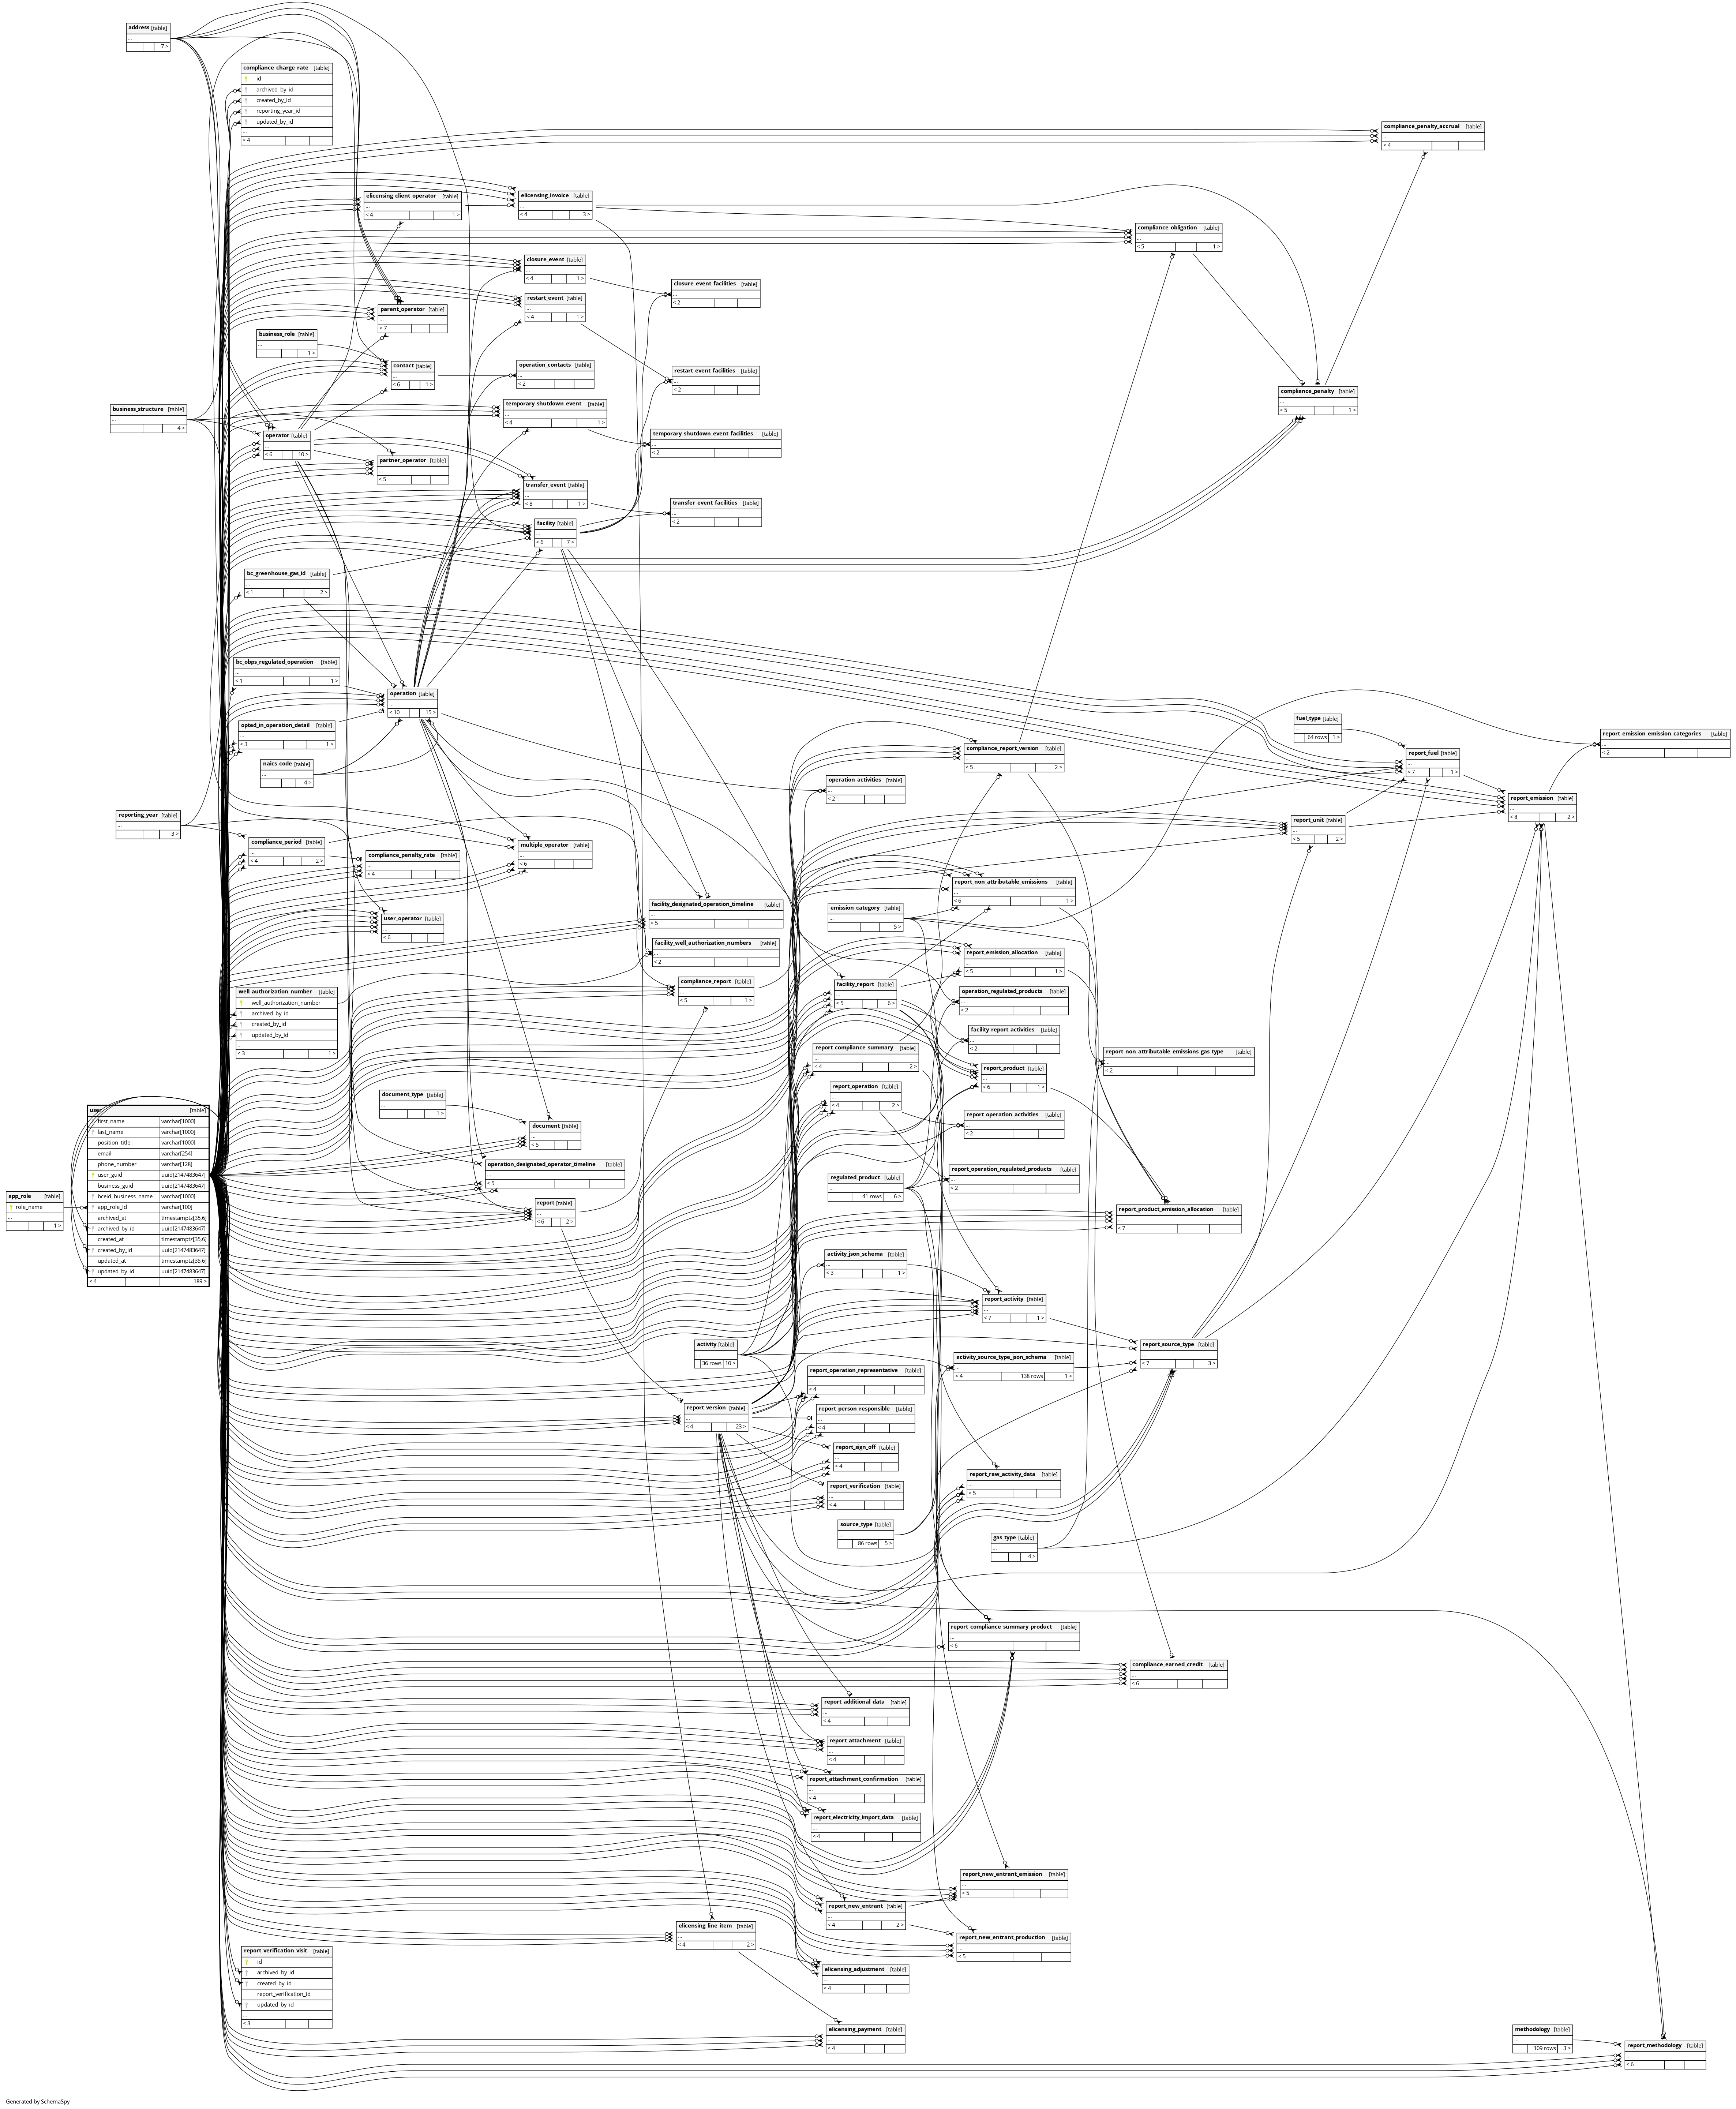 address [table]
...
7 >
compliance_charge_rate [table]
id
archived_by_id
created_by_id
reporting_year_id
updated_by_id
...
< 4
compliance_penalty_accrual [table]
...
< 4
elicensing_client_operator [table]
...
< 4 1 >
elicensing_invoice [table]
...
< 4 3 >
compliance_obligation [table]
...
< 5 1 >
closure_event [table]
...
< 4 1 >
closure_event_facilities [table]
...
< 2
restart_event [table]
...
< 4 1 >
parent_operator [table]
...
< 7
business_role [table]
...
1 >
contact [table]
...
< 6 1 >
operation_contacts [table]
...
< 2
restart_event_facilities [table]
...
< 2
compliance_penalty [table]
...
< 5 1 >
business_structure [table]
...
4 >
temporary_shutdown_event [table]
...
< 4 1 >
operator [table]
...
< 6 10 >
temporary_shutdown_event_facilities [table]
...
< 2
partner_operator [table]
...
< 5
transfer_event [table]
...
< 8 1 >
transfer_event_facilities [table]
...
< 2
facility [table]
...
< 6 7 >
bc_greenhouse_gas_id [table]
...
< 1 2 >
bc_obps_regulated_operation [table]
...
< 1 1 >
operation [table]
...
< 10 15 >
opted_in_operation_detail [table]
...
< 3 1 >
naics_code [table]
...
4 >
compliance_report_version [table]
...
< 5 2 >
fuel_type [table]
...
64 rows 1 >
report_fuel [table]
...
< 7 1 >
report_emission_emission_categories [table]
...
< 2
operation_activities [table]
...
< 2
report_emission [table]
...
< 8 2 >
reporting_year [table]
...
3 >
report_unit [table]
...
< 5 2 >
compliance_period [table]
...
< 4 2 >
compliance_penalty_rate [table]
...
< 4
multiple_operator [table]
...
< 6
report_non_attributable_emissions [table]
...
< 6 1 >
user_operator [table]
...
< 6
facility_designated_operation_timeline [table]
...
< 5
emission_category [table]
...
5 >
facility_well_authorization_numbers [table]
...
< 2
report_emission_allocation [table]
...
< 5 1 >
well_authorization_number [table]
well_authorization_number
archived_by_id
created_by_id
updated_by_id
...
< 3 1 >
compliance_report [table]
...
< 5 1 >
facility_report [table]
...
< 5 6 >
operation_regulated_products [table]
...
< 2
facility_report_activities [table]
...
< 2
report_compliance_summary [table]
...
< 4 2 >
report_non_attributable_emissions_gas_type [table]
...
< 2
report_product [table]
...
< 6 1 >
report_operation [table]
...
< 4 2 >
document_type [table]
...
1 >
report_operation_activities [table]
...
< 2
document [table]
...
< 5
user [table]
first_name varchar[1000]
last_name varchar[1000]
position_title varchar[1000]
email varchar[254]
phone_number varchar[128]
user_guid uuid[2147483647]
business_guid uuid[2147483647]
bceid_business_name varchar[1000]
app_role_id varchar[100]
archived_at timestamptz[35,6]
archived_by_id uuid[2147483647]
created_at timestamptz[35,6]
created_by_id uuid[2147483647]
updated_at timestamptz[35,6]
updated_by_id uuid[2147483647]
< 4 189 >
app_role [table]
role_name
...
1 >
operation_designated_operator_timeline [table]
...
< 5
report_operation_regulated_products [table]
...
< 2
regulated_product [table]
...
41 rows 6 >
report [table]
...
< 6 2 >
report_product_emission_allocation [table]
...
< 7
activity_json_schema [table]
...
< 3 1 >
report_activity [table]
...
< 7 1 >
activity [table]
...
36 rows 10 >
report_source_type [table]
...
< 7 3 >
activity_source_type_json_schema [table]
...
< 4 138 rows 1 >
report_operation_representative [table]
...
< 4
report_version [table]
...
< 4 23 >
report_person_responsible [table]
...
< 4
report_sign_off [table]
...
< 4
report_raw_activity_data [table]
...
< 5
report_verification [table]
...
< 4
source_type [table]
...
86 rows 5 >
gas_type [table]
...
4 >
report_compliance_summary_product [table]
...
< 6
compliance_earned_credit [table]
...
< 6
report_additional_data [table]
...
< 4
report_attachment [table]
...
< 4
report_attachment_confirmation [table]
...
< 4
report_electricity_import_data [table]
...
< 4
report_new_entrant_emission [table]
...
< 5
report_new_entrant [table]
...
< 4 2 >
elicensing_line_item [table]
...
< 4 2 >
report_new_entrant_production [table]
...
< 5
report_verification_visit [table]
id
archived_by_id
created_by_id
report_verification_id
updated_by_id
...
< 3
elicensing_adjustment [table]
...
< 4
elicensing_payment [table]
...
< 4
methodology [table]
...
109 rows 3 >
report_methodology [table]
...
< 6
Generated by SchemaSpy